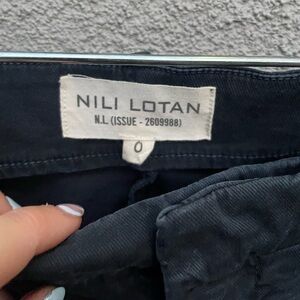 NILI LOTAN
N.L (ISSUE - 2609988)
0